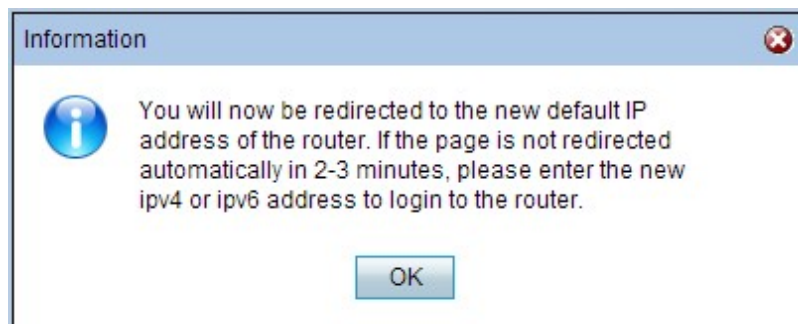 Information
You will now be redirected to the new default IP
address of the router. If the page is not redirected
automatically in 2-3 minutes, please enter the new
ipv4 or ipv6 address to login to the router.
OK